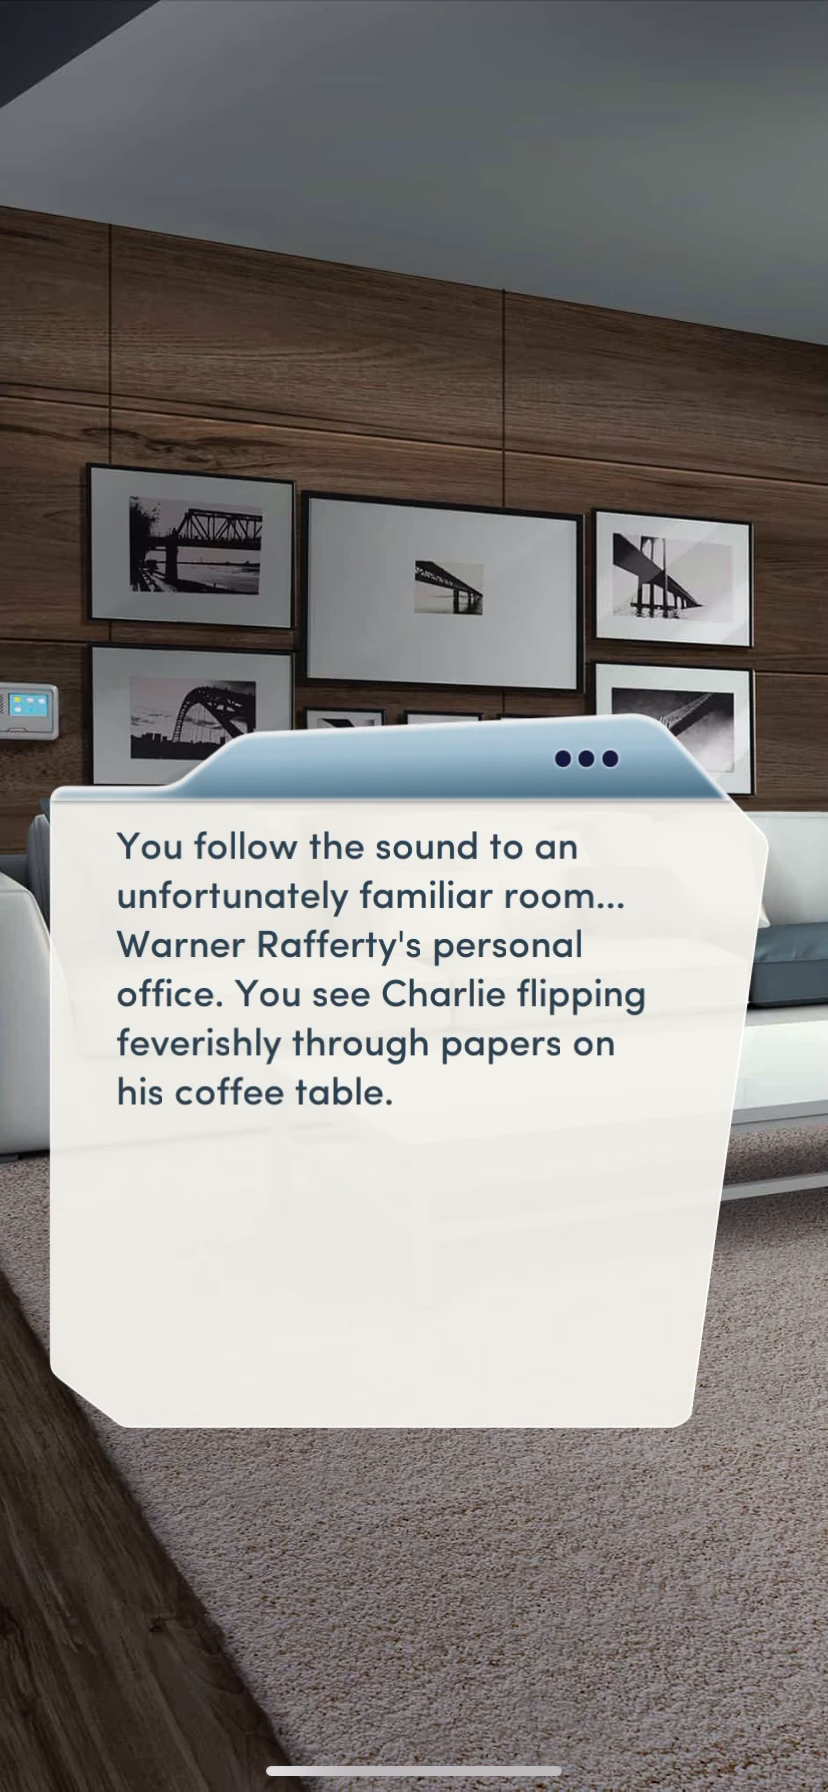 You follow the sound to an
unfortunately familiar room...
Warner Rafferty's personal
office. You see Charlie flipping
feverishly through papers on
his coffee table.